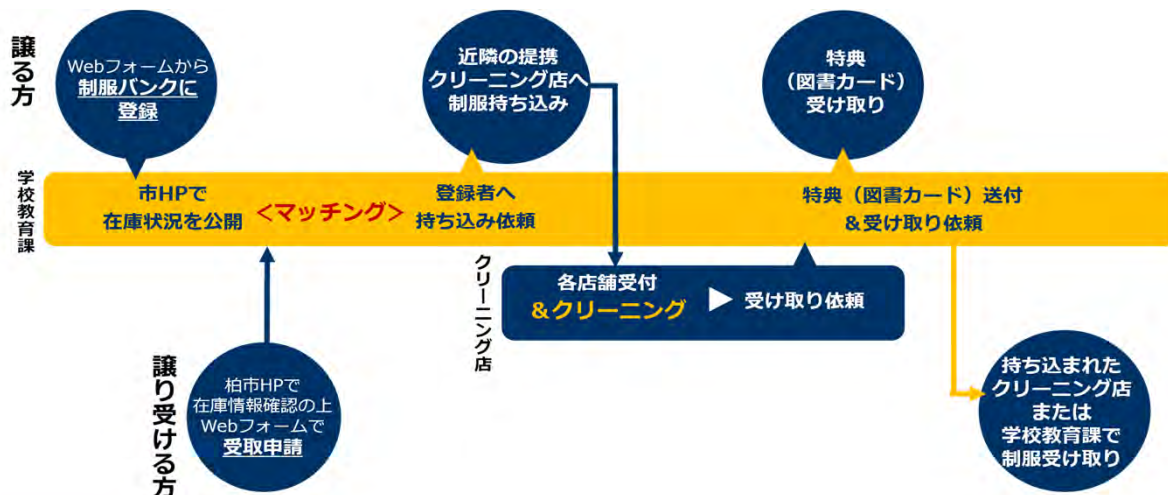 譲る方
Webフォームから
制服バンクに
登録
近隣の提携
クリーニング店へ
制服持ち込み
特典
（図書カード）
受け取り
学校教育課
市HPで
在庫状況を公開
＜マッチング＞
登録者へ
持ち込み依頼
特典（図書カード）送付
＆受け取り依頼
クリーニング店
各店舗受付
＆クリーニング
受け取り依頼
譲り受ける方
柏市HPで
在庫情報確認の上
Webフォームで
受取申請
持ち込まれた
クリーニング店
または
学校教育課で
制服受け取り